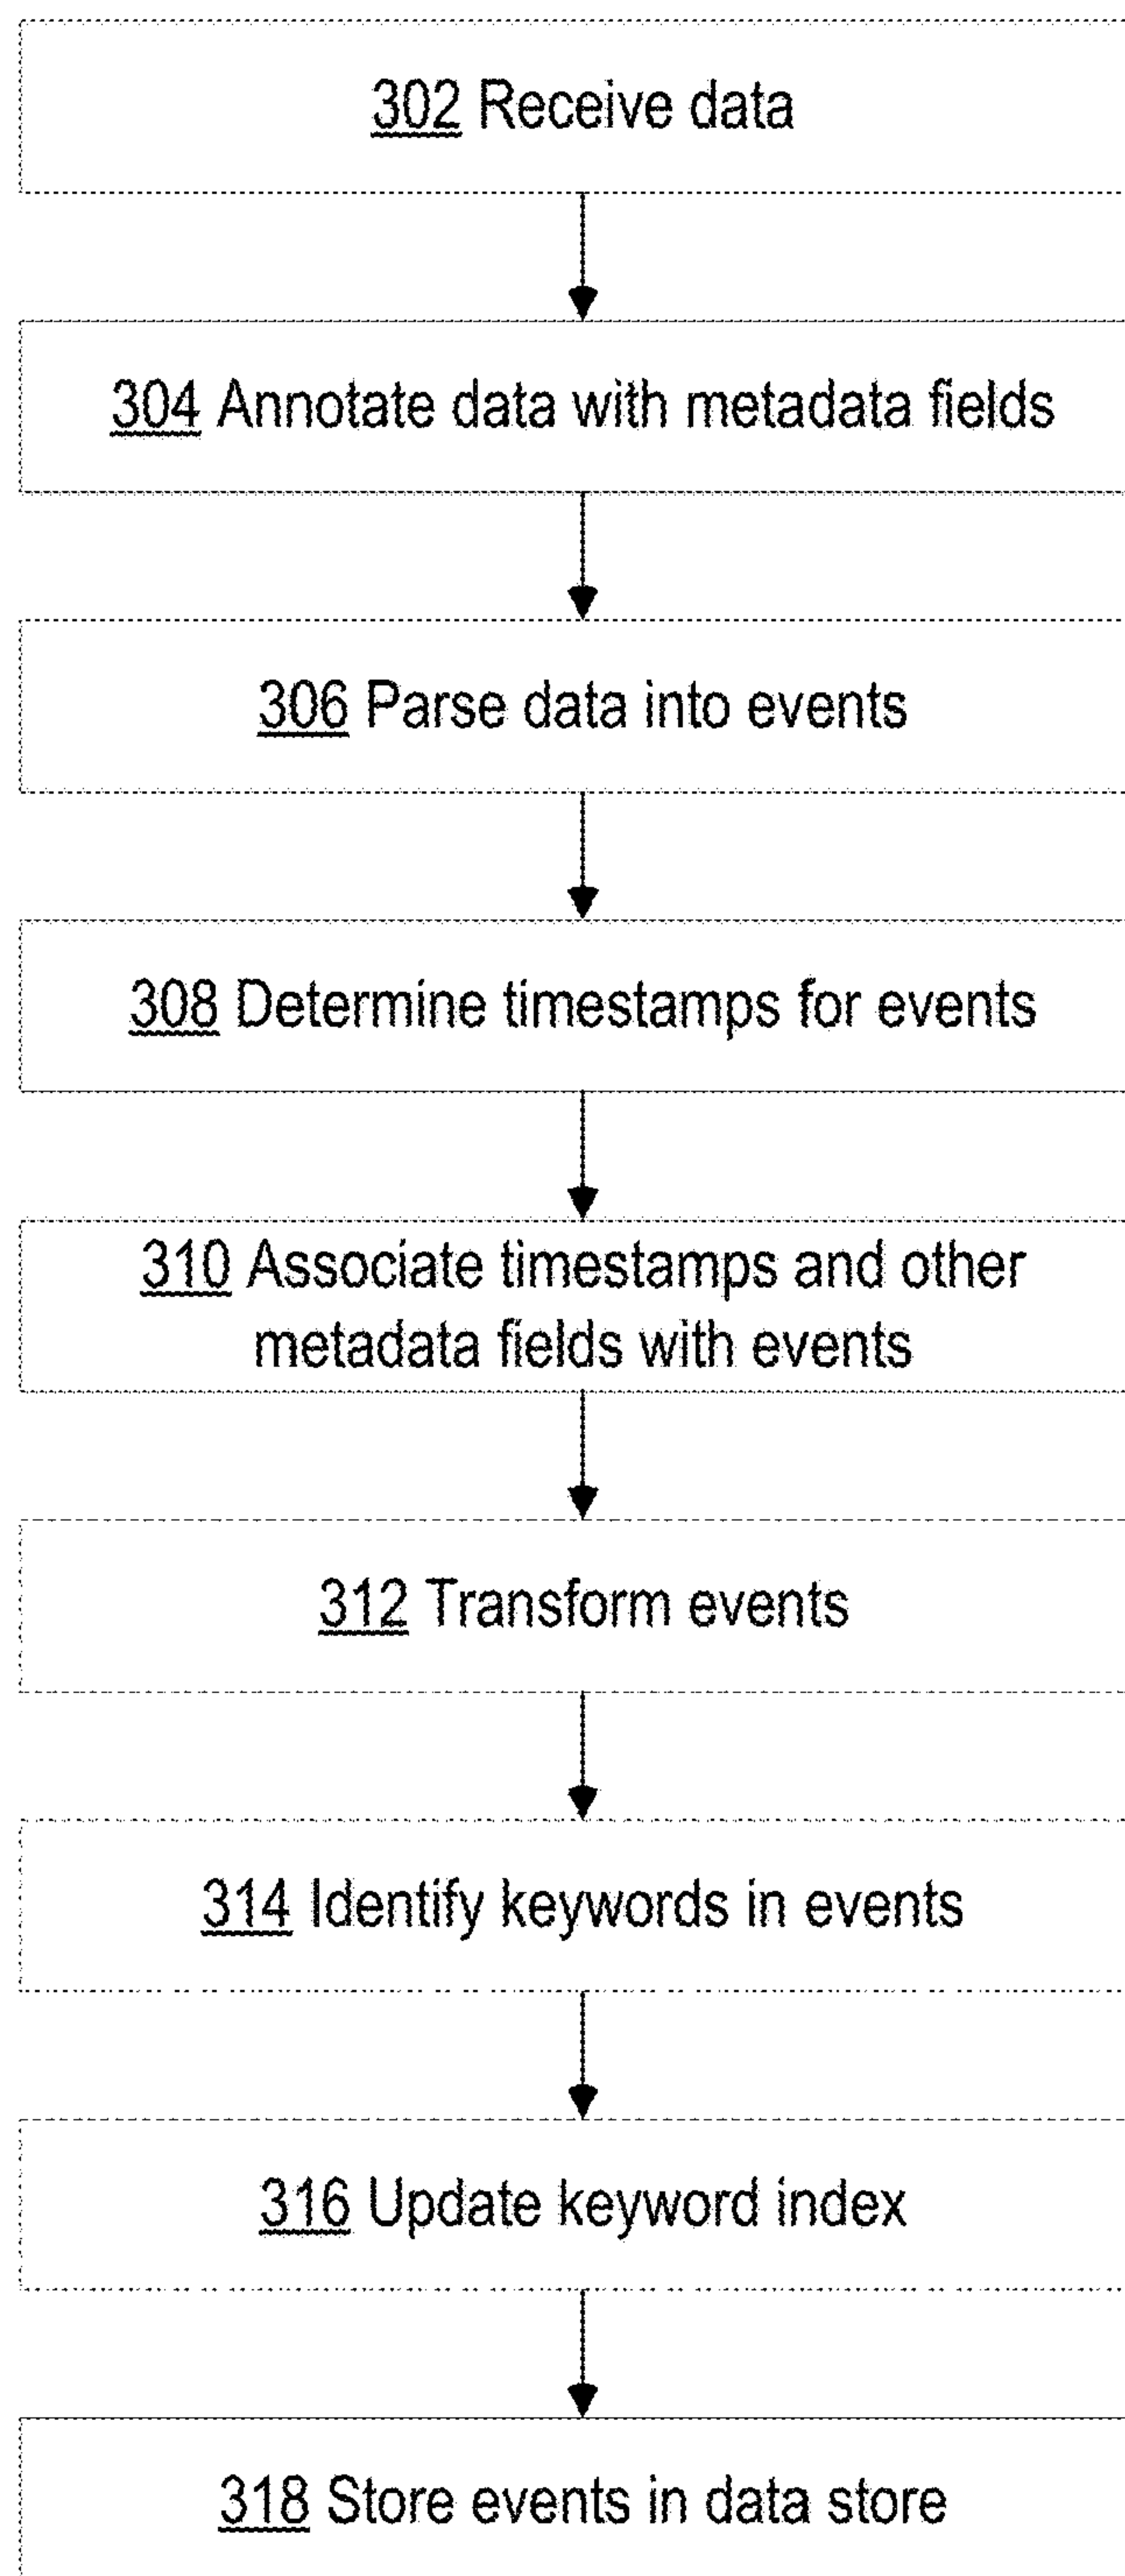 302 Receive data
304 Annotate data with metadada fields
306 Parse data into events
308 Determine timestamps for events
310 Associate timestamps and other
metadada fields with events
312 Transform events
314 Identify keywords in events
316 Update keyword index
318 Store events in data store